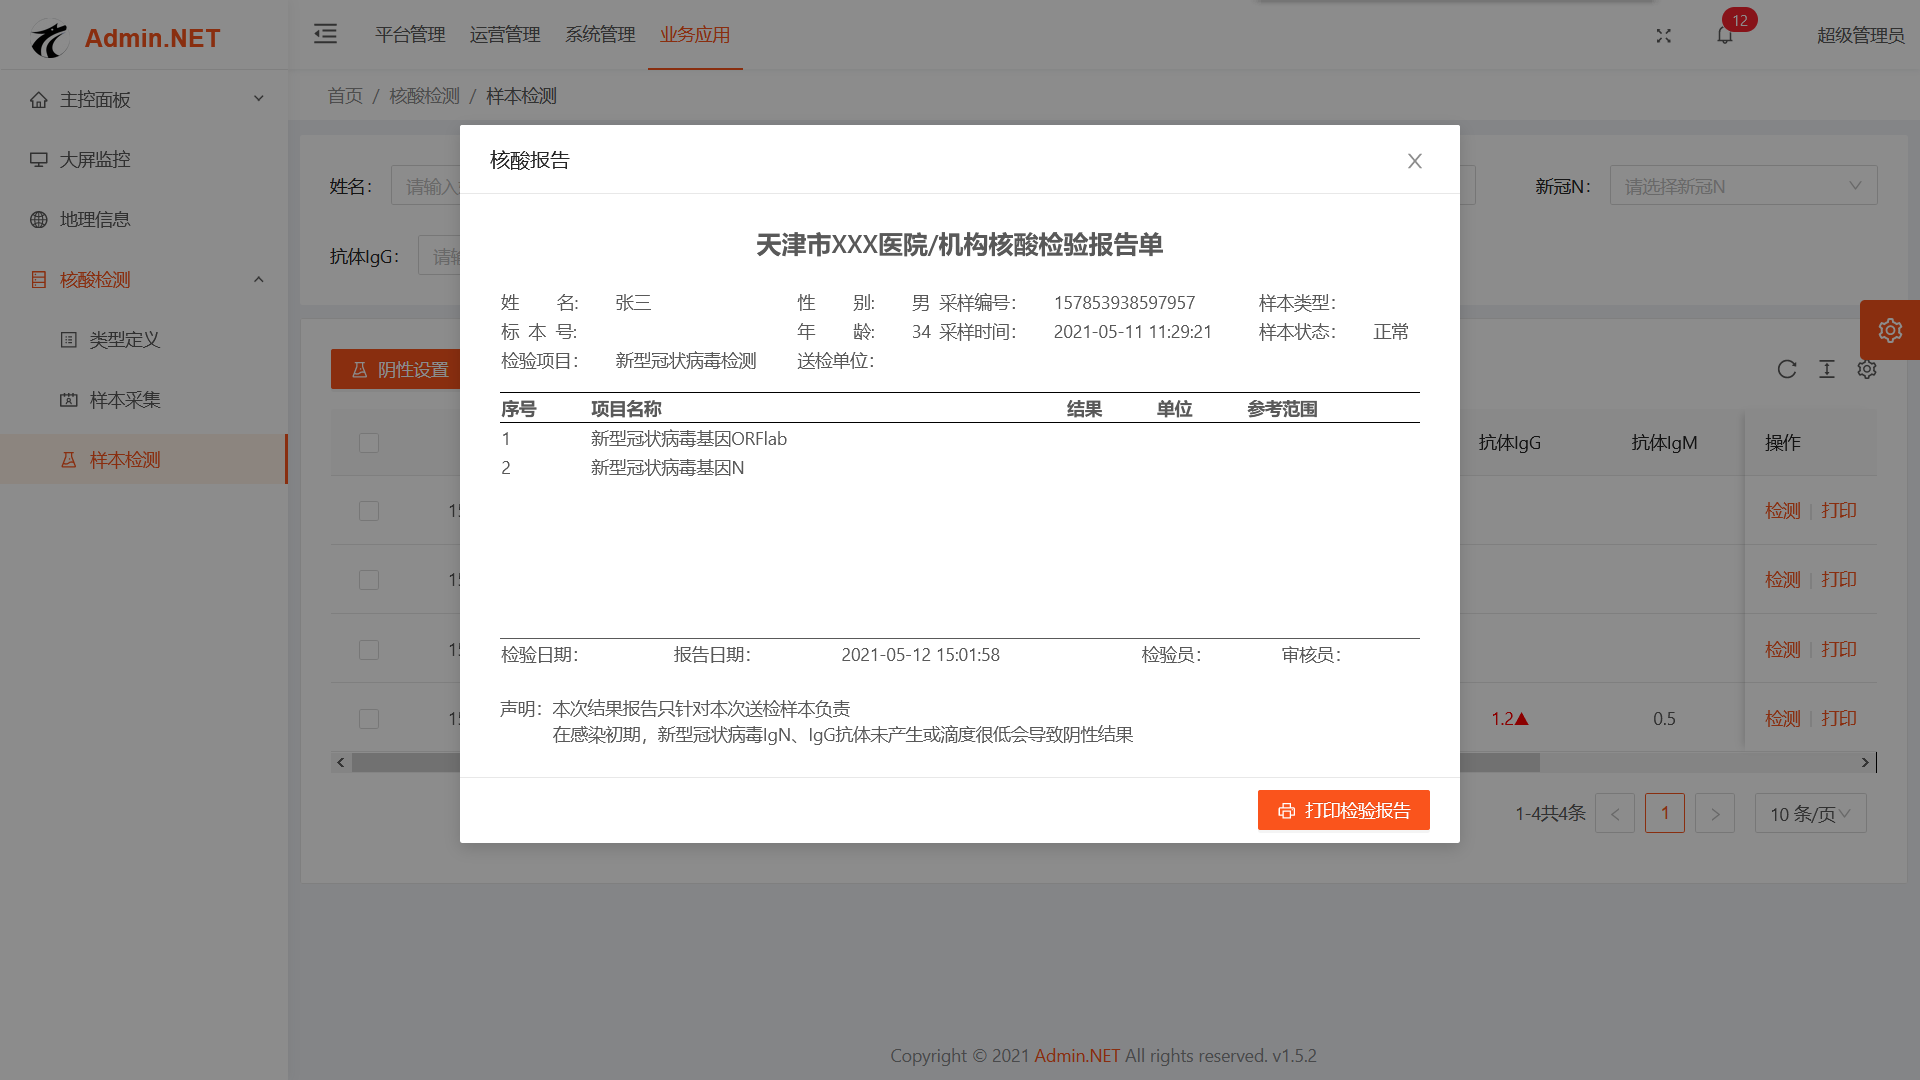 Admin.NET
平台管理 运营管理 系统管理 业务应用
12
超级管理员
首页 / 核酸检测 / 样本检测
主控面板
大屏监控
地理信息
核酸检测
类型定义
样本采集
样本检测
姓名：
请输入
新冠N：
请选择新冠N
抗体IgG：
请输
阴性设置
抗体IgG 抗体IgM 操作
检测 打印
检测 打印
检测 打印
1.2▲ 0.5 检测 打印
1-4共4条 < 1 > 10 条/页
核酸报告
天津市XXX医院/机构核酸检验报告单
姓 名: 张三 性 别: 男 采样编号： 157853938597957 样本类型：
标 本 号: 年 龄: 34 采样时间： 2021-05-11 11:29:21 样本状态： 正常
检验项目： 新型冠状病毒检测 送检单位：
序号 项目名称 结果 单位 参考范围
1 新型冠状病毒基因ORFlab
2 新型冠状病毒基因N
检验日期： 报告日期： 2021-05-12 15:01:58 检验员： 审核员：
声明：本次结果报告只针对本次送检样本负责
在感染初期，新型冠状病毒IgN、IgG抗体未产生或滴度很低会导致阴性结果
打印检验报告
Copyright © 2021 Admin.NET All rights reserved. v1.5.2